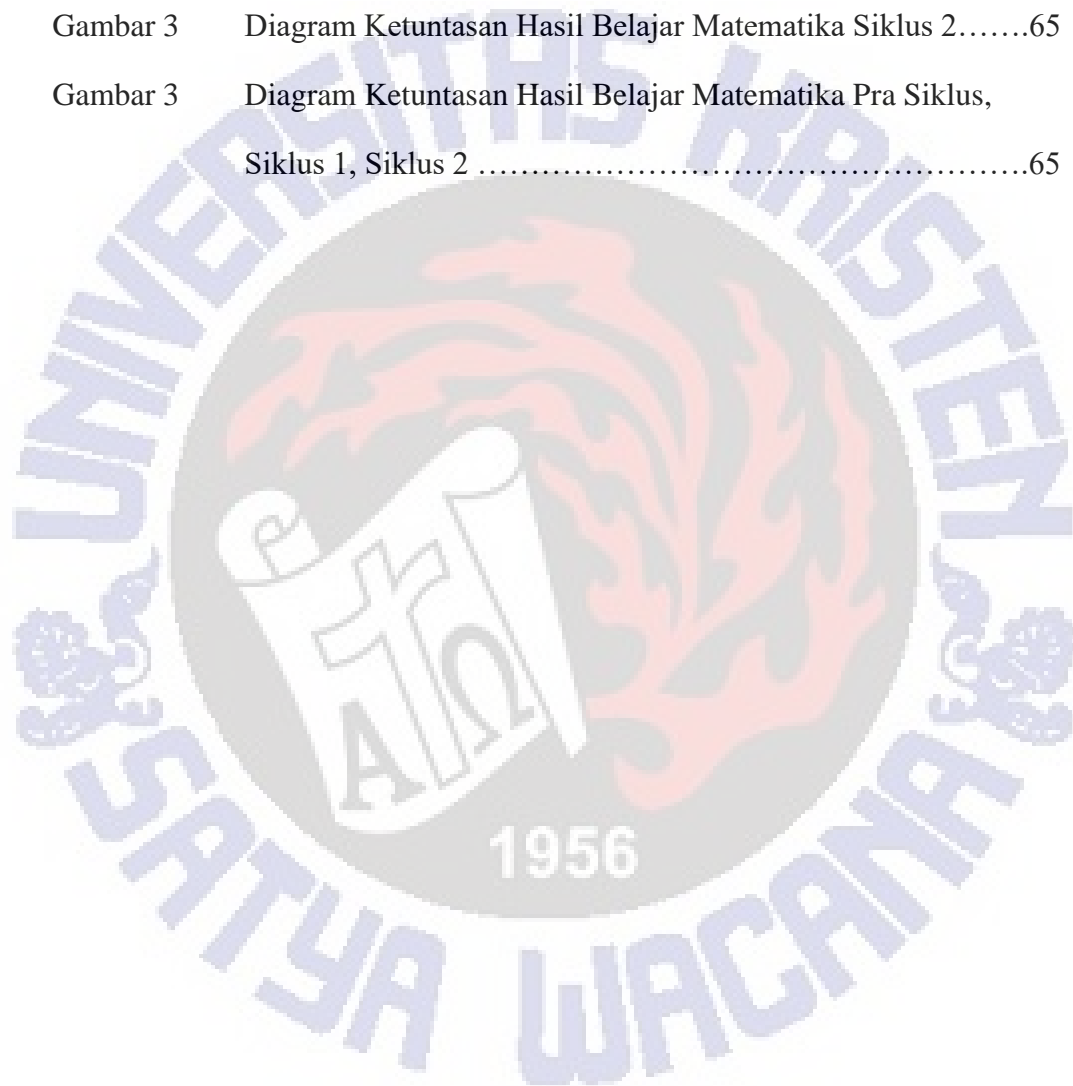 Gambar 3 Diagram Ketuntasan Hasil Belajar Matematika Siklus 2…….65
Gambar 3 Diagram Ketuntasan Hasil Belajar Matematika Pra Siklus,
Siklus 1, Siklus 2 …………………………………………….65
UNIVERSITAS KRISTEN
SATYA WACANA
Α Ω
1956